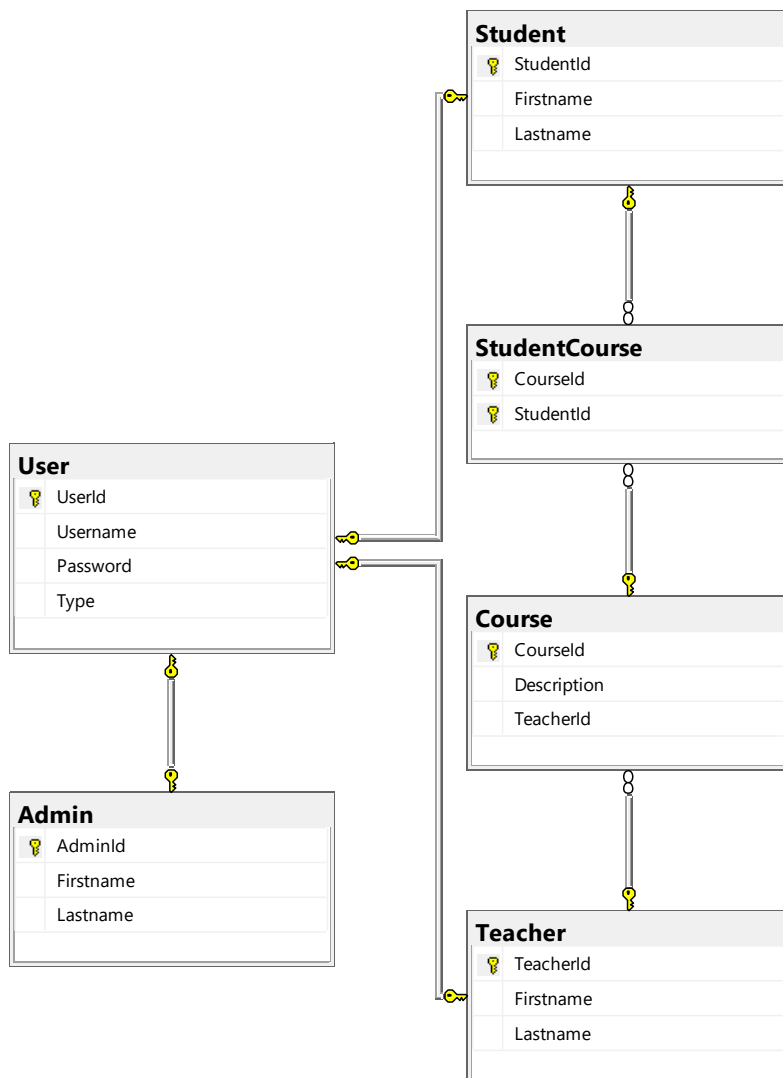 Student
StudentId
Firstname
Lastname
StudentCourse
CourseId
StudentId
User
UserId
Username
Password
Type
Course
CourseId
Description
TeacherId
Admin
AdminId
Firstname
Lastname
Teacher
TeacherId
Firstname
Lastname